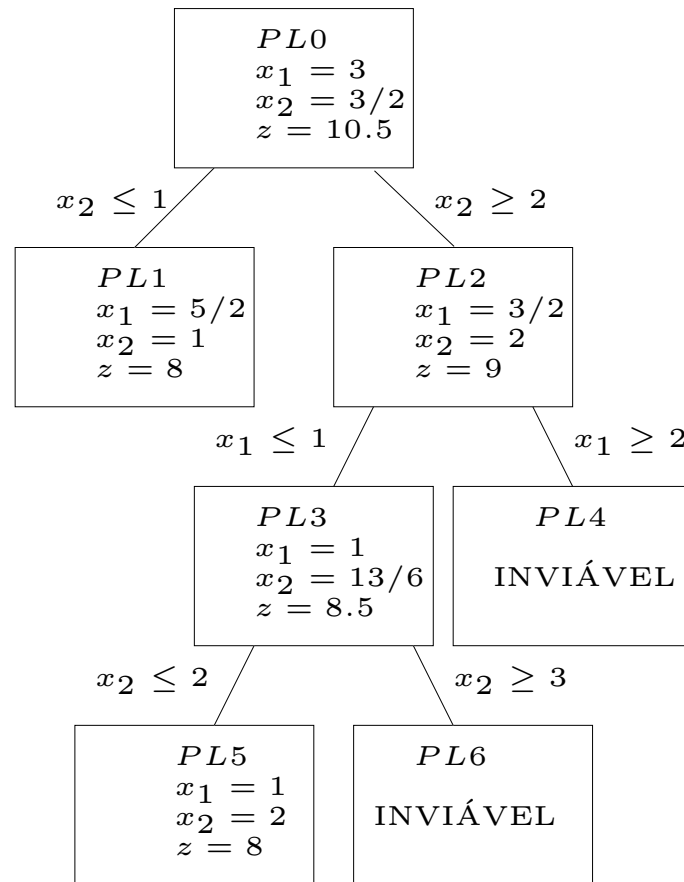 PL0
x₁ = 3
x₂ = 3/2
z = 10.5
x₂ ≤ 1
x₂ ≥ 2
PL1
x₁ = 5/2
x₂ = 1
z = 8
PL2
x₁ = 3/2
x₂ = 2
z = 9
x₁ ≤ 1
x₁ ≥ 2
PL3
x₁ = 1
x₂ = 13/6
z = 8.5
PL4
INVIÁVEL
x₂ ≤ 2
x₂ ≥ 3
PL5
x₁ = 1
x₂ = 2
z = 8
PL6
INVIÁVEL